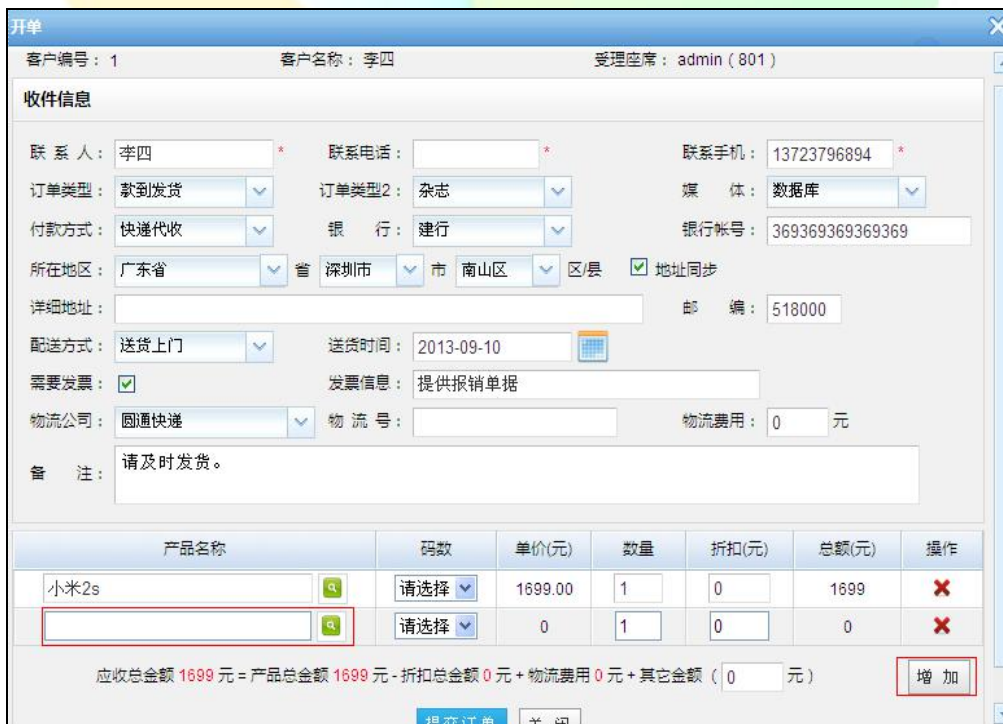 开单
客户编号： 1 客户名称： 李四 受理座席： admin ( 801 )
收件信息
联 系 人： 李四 * 联系电话： * 联系手机： 13723796894 *
订单类型： 款到发货 订单类型2： 杂志 媒 体： 数据库
付款方式： 快递代收 银 行： 建行 银行帐号： 369369369369369
所在地区： 广东省 省 深圳市 市 南山区 区/县 地址同步
详细地址： 邮 编： 518000
配送方式： 送货上门 送货时间： 2013-09-10
需要发票： 发票信息： 提供报销单据
物流公司： 圆通快递 物 流 号： 物流费用： 0 元
备 注： 请及时发货。
产品名称 码数 单价(元) 数量 折扣(元) 总额(元) 操作
小米2s 请选择 1699.00 1 0 1699
请选择 0 1 0 0
应收总金额 1699 元 = 产品总金额 1699 元 - 折扣总金额 0 元 + 物流费用 0 元 + 其它金额 ( 0 元 ) 增 加
提交订单 关 闭